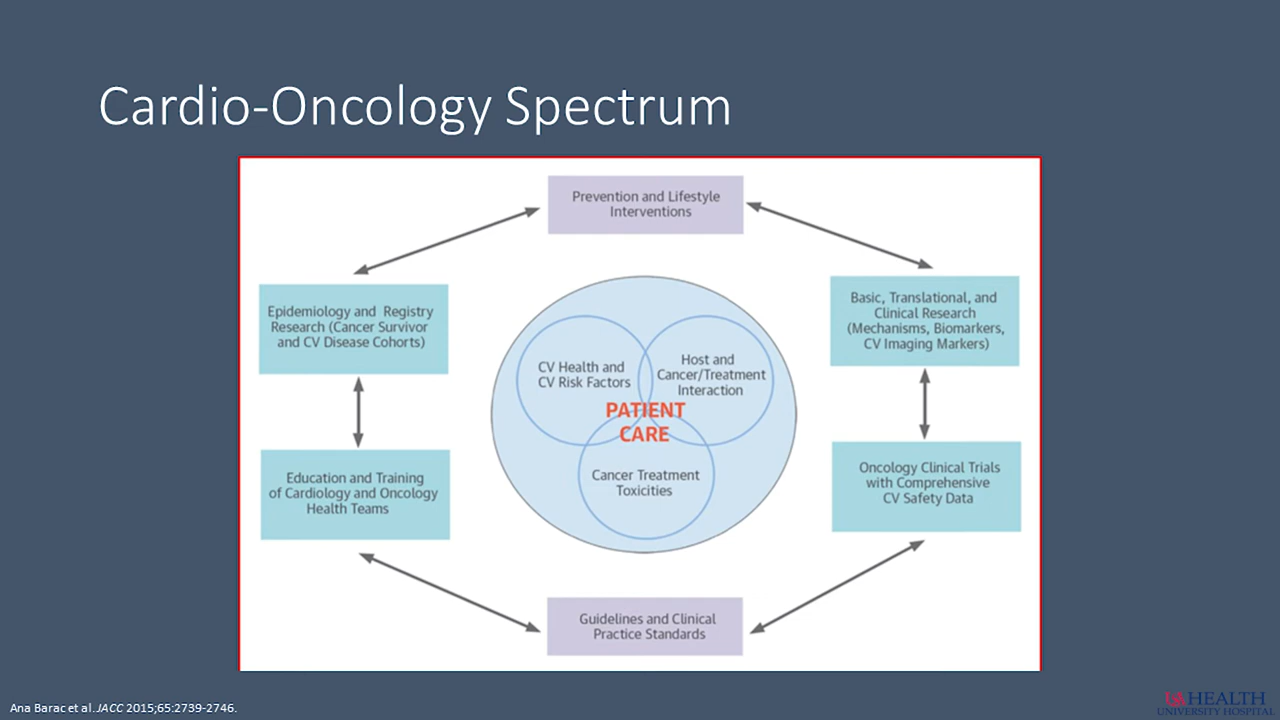 Cardio-Oncology Spectrum
Prevention and Lifestyle
Interventions
Epidemiology and Registry
Research (Cancer Survivor
and CV Disease Cohorts)
Basic, Translational, and
Clinical Research
(Mechanisms, Biomarkers,
CV Imaging Markers)
CV Health and
CV Risk Factors
Host and
Cancer/Treatment
Interaction
PATIENT
CARE
Cancer Treatment
Toxicities
Education and Training
of Cardiology and Oncology
Health Teams
Oncology Clinical Trials
with Comprehensive
CV Safety Data
Guidelines and Clinical
Practice Standards
Ana Barac et al. JACC 2015;65:2739-2746.
HEALTH
UNIVERSITY HOSPITAL